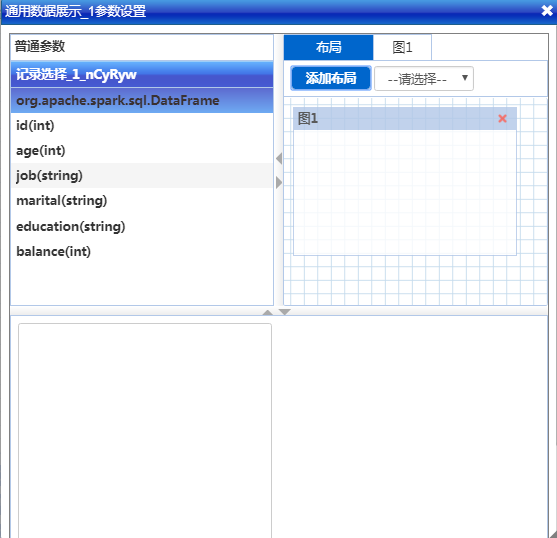 通用数据展示_1参数设置
普通参数
记录选择_1_nCyRyw
org.apache.spark.sql.DataFrame
id(int)
age(int)
job(string)
marital(string)
education(string)
balance(int)
布局
图1
添加布局
--请选择--
图1